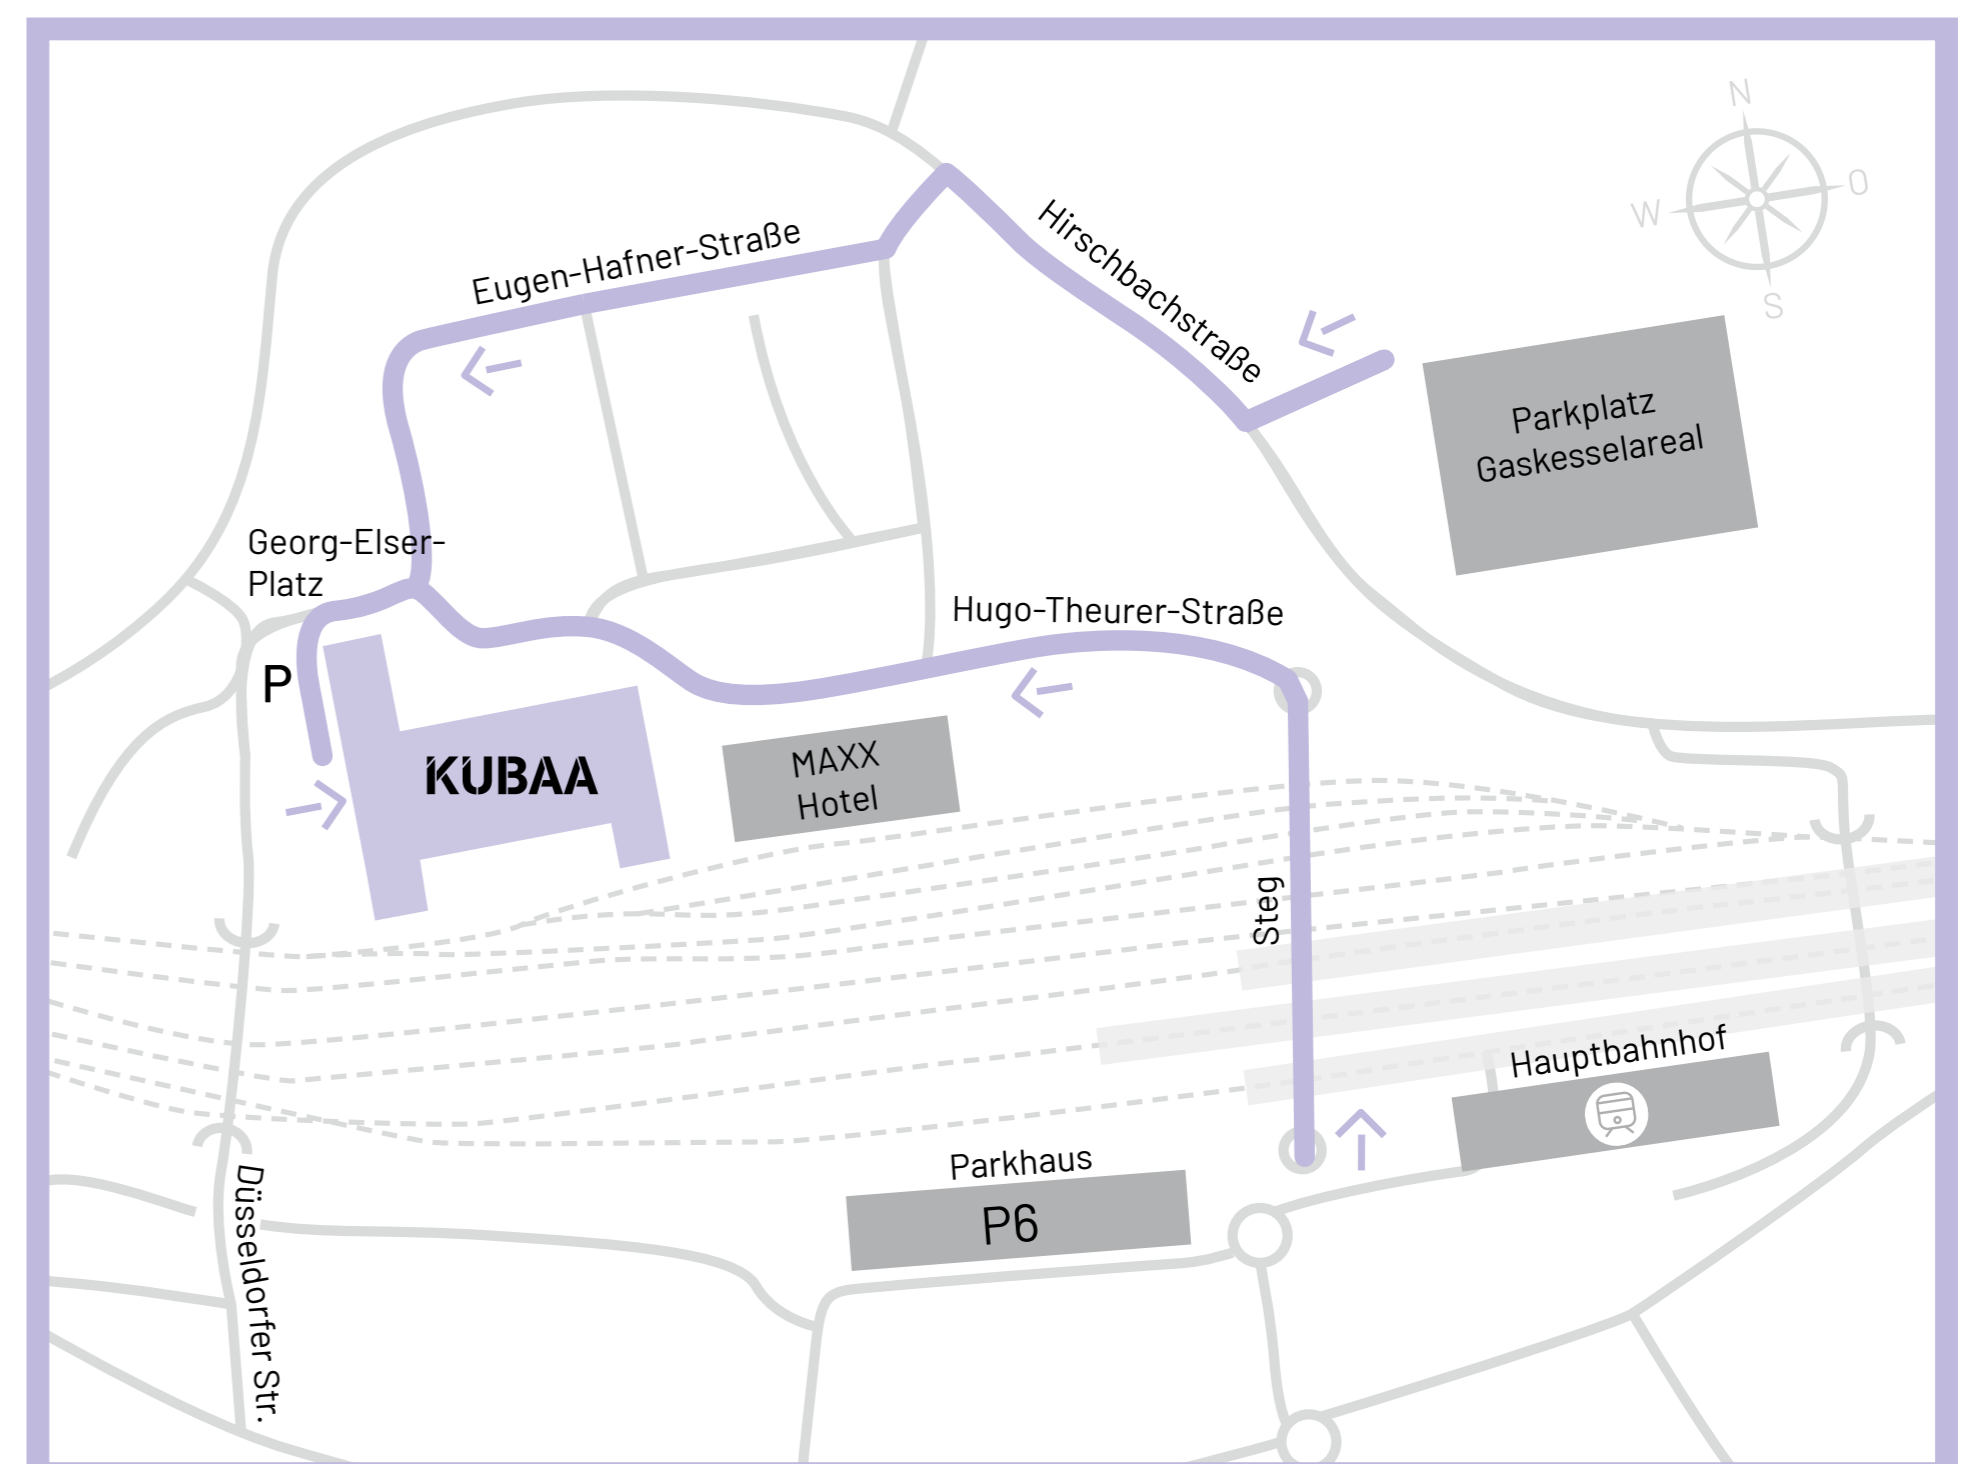 N
W
O
S
Hirschbachstraße
Eugen-Hafner-Straße
Parkplatz
Gaskesselareal
Georg-Elser-
Platz
Hugo-Theurer-Straße
P
KUBAA
MAXX
Hotel
Steg
Hauptbahnhof
Parkhaus
P6
Düsseldorfer Str.